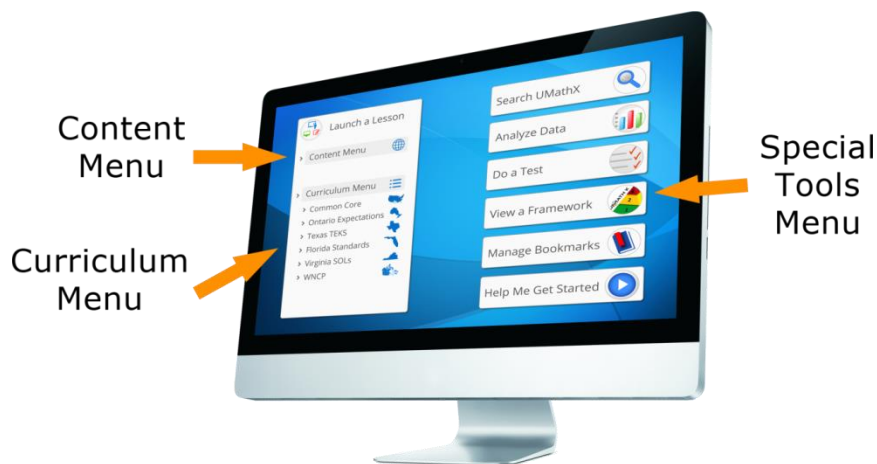 Content
Menu
Curriculum
Menu
Launch a Lesson
> Content Menu
> Curriculum Menu
> Common Core
> Ontario Expectations
> Texas TEKS
> Florida Standards
> Virginia SOLs
> WNCP
Search UMathX
Analyze Data
Do a Test
View a Framework
Manage Bookmarks
Help Me Get Started
Special
Tools
Menu